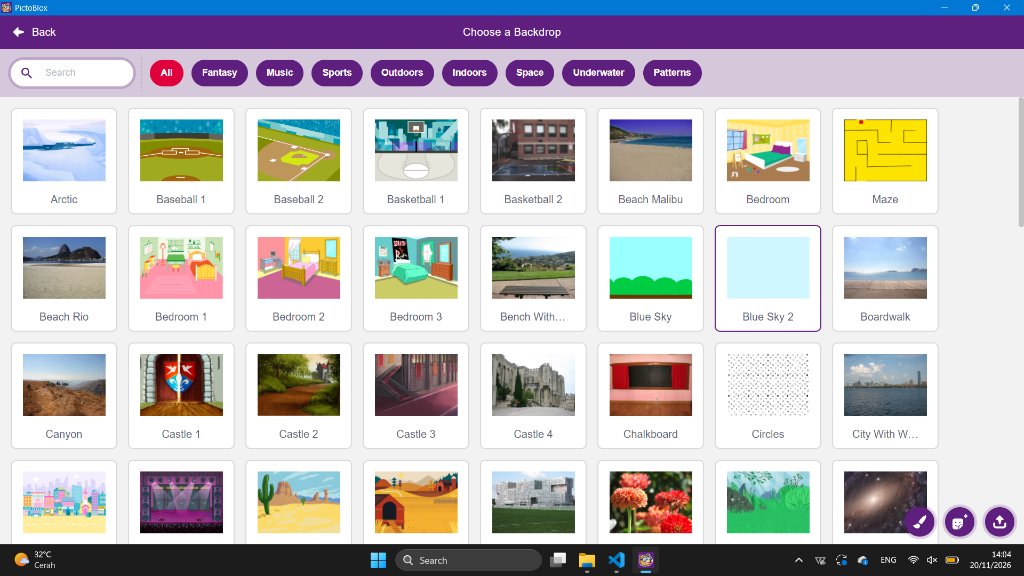 PictoBlox
Back
Choose a Backdrop
Search
All
Fantasy
Music
Sports
Outdoors
Indoors
Space
Underwater
Patterns
Arctic
Baseball 1
Baseball 2
Basketball 1
Basketball 2
Beach Malibu
Bedroom
Maze
Beach Rio
Bedroom 1
Bedroom 2
Bedroom 3
Bench With...
Blue Sky
Blue Sky 2
Boardwalk
Canyon
Castle 1
Castle 2
Castle 3
Castle 4
Chalkboard
Circles
City With W...
32°C
Cerah
Search
ENG
14:04
20/11/2026